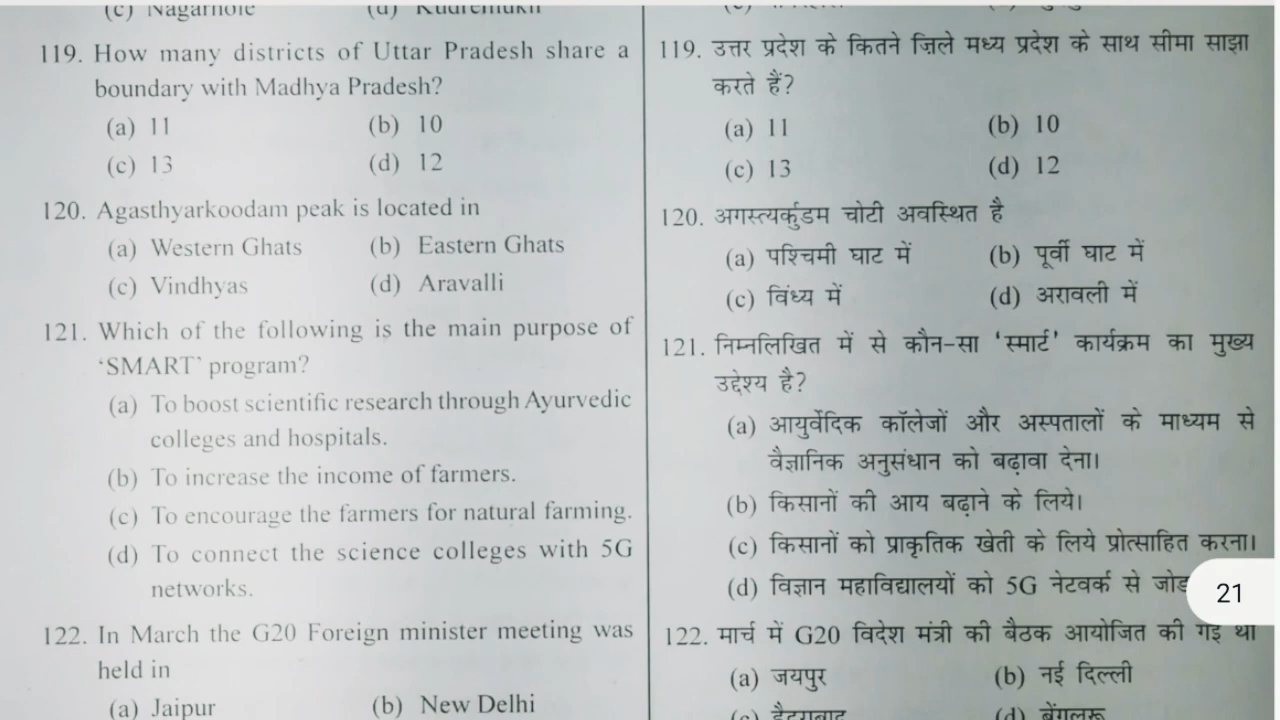 (c) Nagarhole (d) Kudremukh
119. How many districts of Uttar Pradesh share a
boundary with Madhya Pradesh?
(a) 11 (b) 10
(c) 13 (d) 12
120. Agasthyarkoodam peak is located in
(a) Western Ghats (b) Eastern Ghats
(c) Vindhyas (d) Aravalli
121. Which of the following is the main purpose of
‘SMART’ program?
(a) To boost scientific research through Ayurvedic
colleges and hospitals.
(b) To increase the income of farmers.
(c) To encourage the farmers for natural farming.
(d) To connect the science colleges with 5G
networks.
122. In March the G20 Foreign minister meeting was
held in
(a) Jaipur (b) New Delhi
119. उत्तर प्रदेश के कितने ज़िले मध्य प्रदेश के साथ सीमा साझा
करते हैं?
(a) 11 (b) 10
(c) 13 (d) 12
120. अगस्त्यर्कुडम चोटी अवस्थित है
(a) पश्चिमी घाट में (b) पूर्वी घाट में
(c) विंध्य में (d) अरावली में
121. निम्नलिखित में से कौन-सा ‘स्मार्ट’ कार्यक्रम का मुख्य
उद्देश्य है?
(a) आयुर्वेदिक कॉलेजों और अस्पतालों के माध्यम से
वैज्ञानिक अनुसंधान को बढ़ावा देना।
(b) किसानों की आय बढ़ाने के लिये।
(c) किसानों को प्राकृतिक खेती के लिये प्रोत्साहित करना।
(d) विज्ञान महाविद्यालयों को 5G नेटवर्क से
21
122. मार्च में G20 विदेश मंत्री की बैठक आयोजित की गई थी
(a) जयपुर (b) नई दिल्ली
(c) हैदराबाद (d) बेंगलुरू